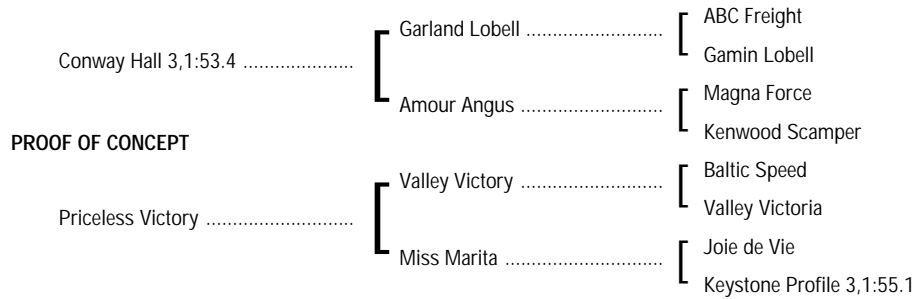 ABC Freight
Garland Lobell ............................
Gamin Lobell
Conway Hall 3,1:53.4 ......................
Magna Force
Amour Angus .............................
Kenwood Scamper
PROOF OF CONCEPT
Baltic Speed
Valley Victory .............................
Valley Victoria
Priceless Victory .............................
Joie de Vie
Miss Marita ................................
Keystone Profile 3,1:55.1